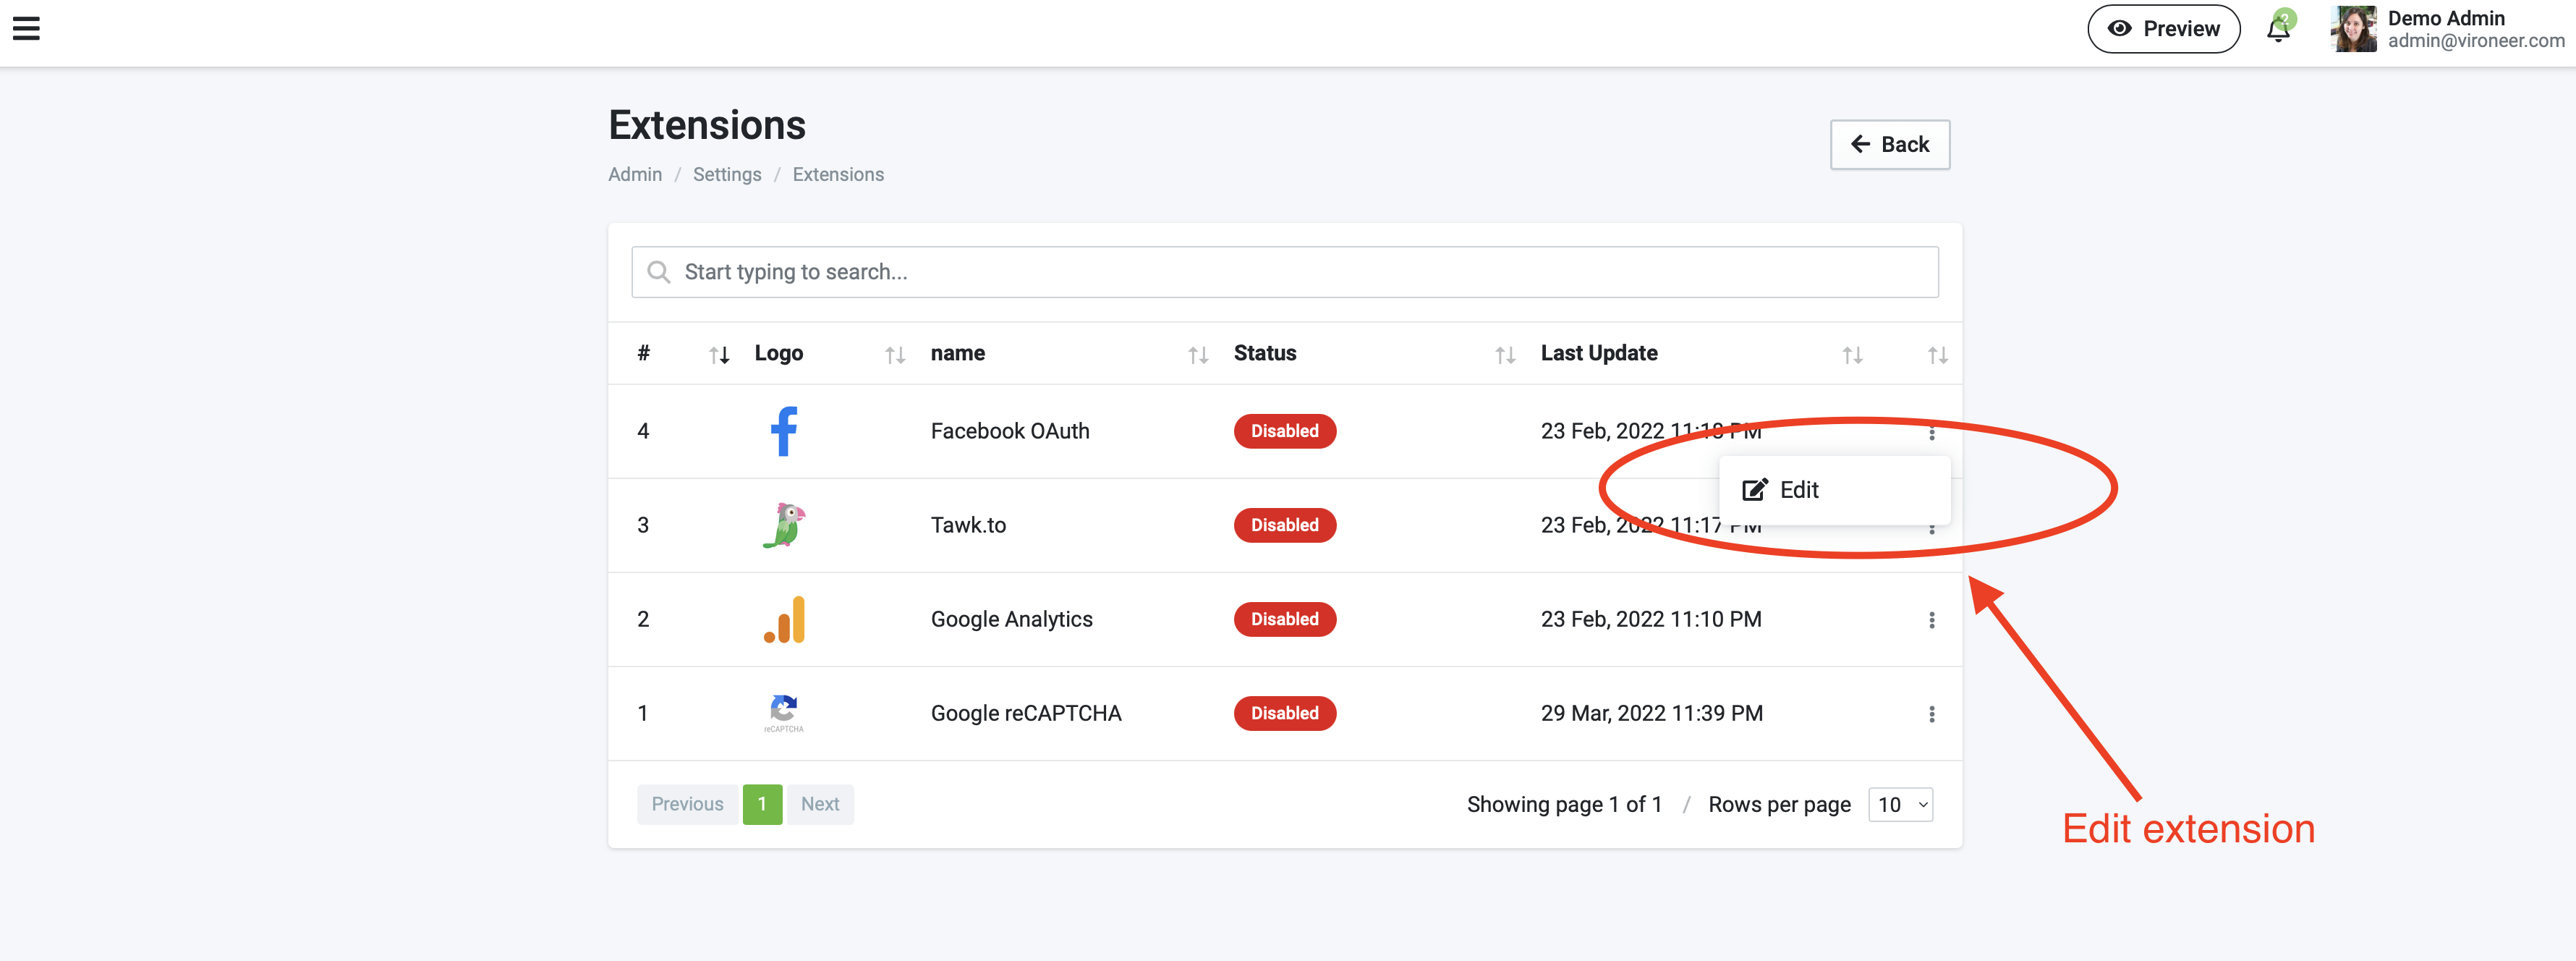 Preview
2
Demo Admin
admin@vironeer.com
Extensions
Back
Admin / Settings / Extensions
Start typing to search...
# Logo name Status Last Update
4 Facebook OAuth Disabled 23 Feb, 2022 11:18 PM
Edit
3 Tawk.to Disabled 23 Feb, 2022 11:17 PM
2 Google Analytics Disabled 23 Feb, 2022 11:10 PM
1 reCAPTCHA Google reCAPTCHA Disabled 29 Mar, 2022 11:39 PM
Previous 1 Next Showing page 1 of 1 / Rows per page 10
Edit extension